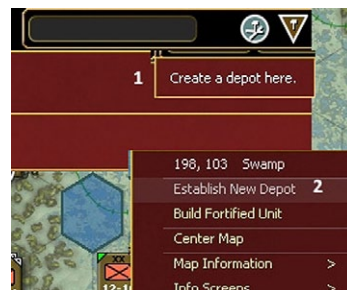 1 Create a depot here.
198, 103 Swamp
Establish New Depot 2
Build Fortified Unit
Center Map
Map Information >
Info Screens >
XX